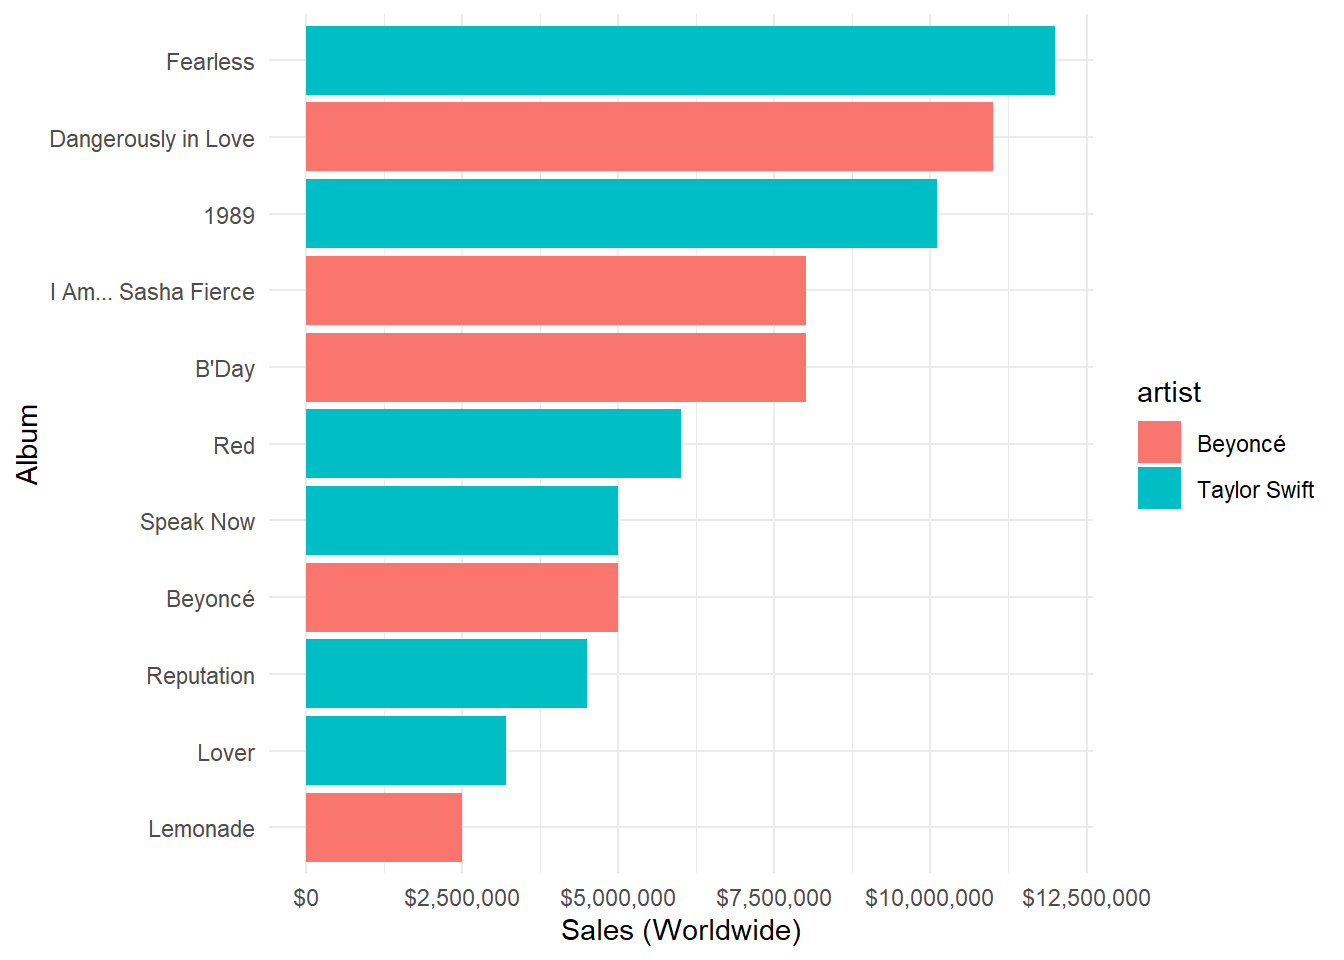 Fearless
Dangerously in Love
1989
I Am... Sasha Fierce
B'Day
Red
Speak Now
Beyoncé
Reputation
Lover
Lemonade
Album
$0 $2,500,000 $5,000,000 $7,500,000 $10,000,000 $12,500,000
Sales (Worldwide)
artist
Beyoncé
Taylor Swift